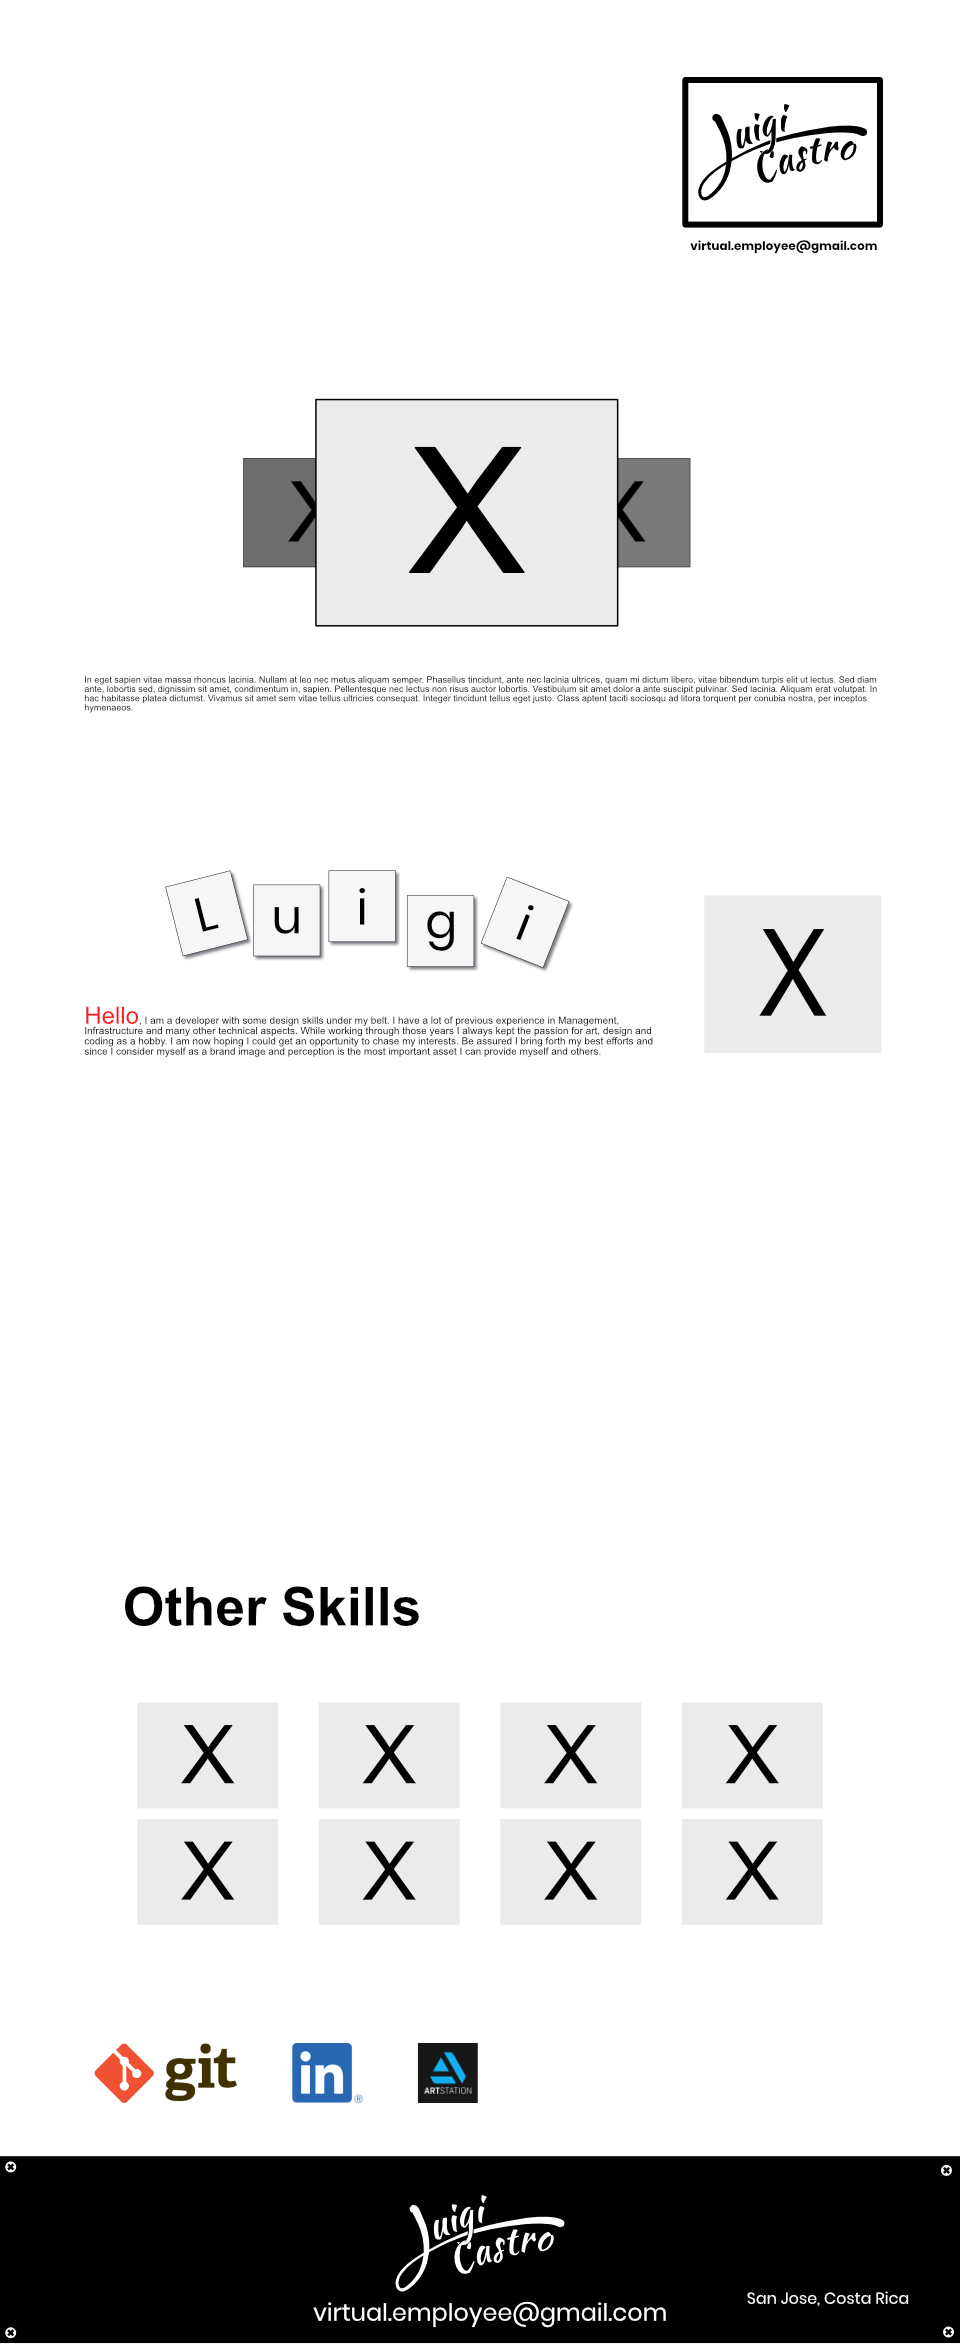 Luigi
Castro
virtual.employee@gmail.com
X X X
In eget sapien vitae massa rhoncus lacinia. Nullam at leo nec metus aliquam semper. Phasellus tincidunt, ante nec lacinia ultrices, quam mi dictum libero, vitae bibendum turpis elit ut lectus. Sed diam
ante, lobortis sed, dignissim sit amet, condimentum in, sapien. Pellentesque nec lectus non risus auctor lobortis. Vestibulum sit amet dolor a ante suscipit pulvinar. Sed lacinia. Aliquam erat volutpat. In
hac habitasse platea dictumst. Vivamus sit amet sem vitae tellus ultricies consequat. Integer tincidunt tellus eget justo. Class aptent taciti sociosqu ad litora torquent per conubia nostra, per inceptos
hymenaeos.
L u i g i
X
Hello, I am a developer with some design skills under my belt. I have a lot of previous experience in Management,
Infrastructure and many other technical aspects. While working through those years I always kept the passion for art, design and
coding as a hobby. I am now hoping I could get an opportunity to chase my interests. Be assured I bring forth my best efforts and
since I consider myself as a brand image and perception is the most important asset I can provide myself and others.
Other Skills
X X X X
X X X X
git
in®
ARTSTATION
Luigi
Castro
virtual.employee@gmail.com
San Jose, Costa Rica